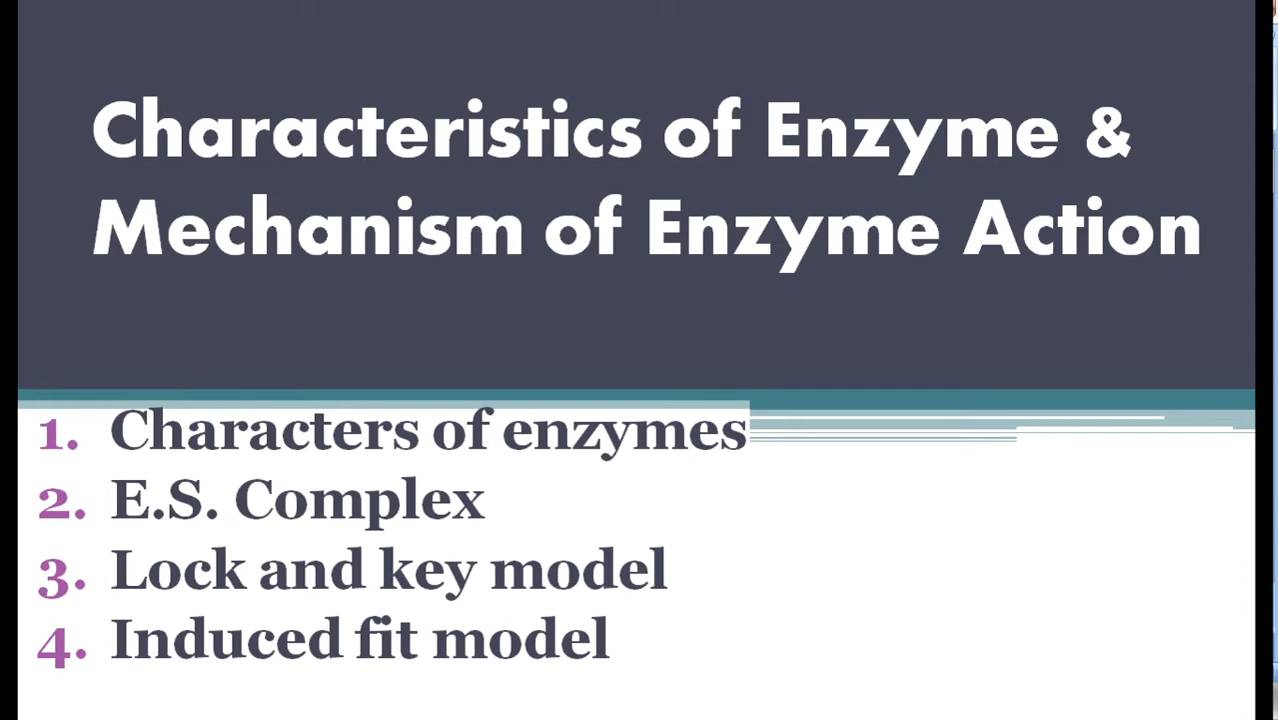 Characteristics of Enzyme &
Mechanism of Enzyme Action
1. Characters of enzymes
2. E.S. Complex
3. Lock and key model
4. Induced fit model